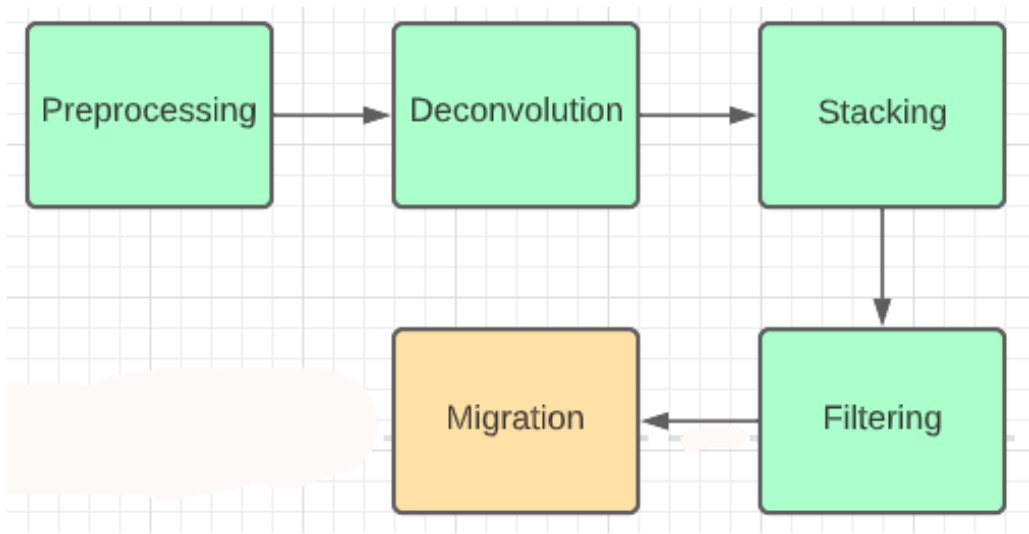 Preprocessing
Deconvolution
Stacking
Filtering
Migration